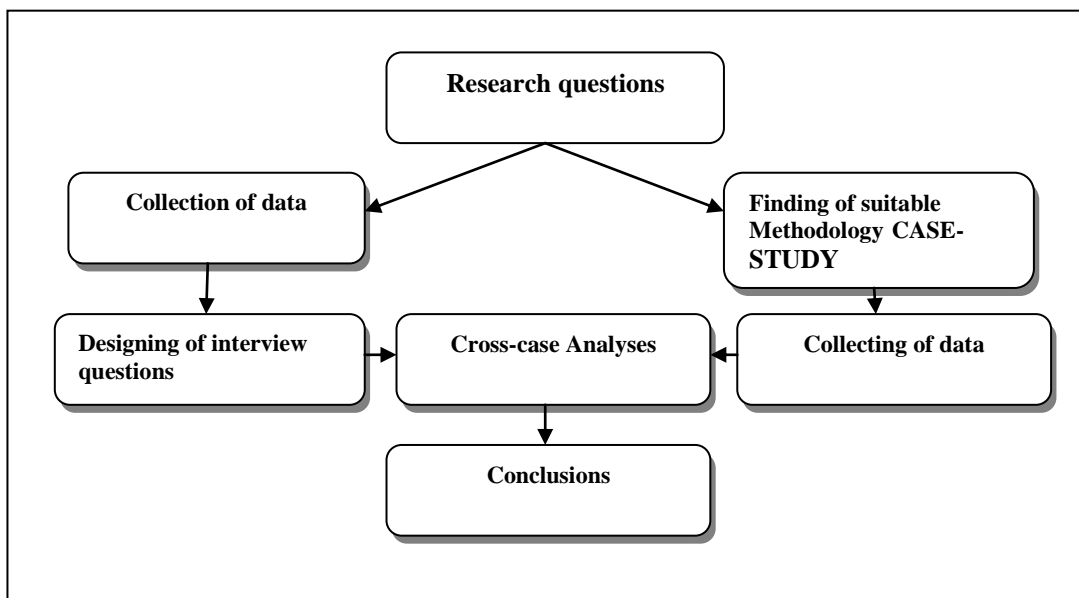 Research questions
Collection of data
Finding of suitable
Methodology CASE-
STUDY
Designing of interview
questions
Cross-case Analyses
Collecting of data
Conclusions